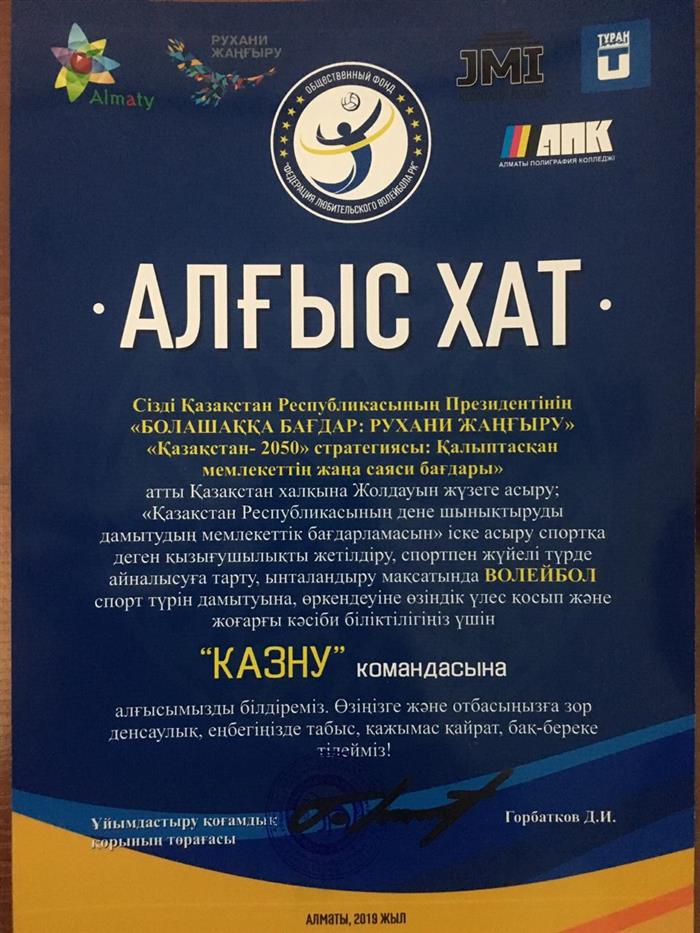 Almaty
РУХАНИ
ЖАҢҒЫРУ
JMI
ТҰРАН
АПК
АЛМАТЫ ПОЛИГРАФИЯ КОЛЛЕДЖІ
ОБЩЕСТВЕННЫЙ ФОНД
"ФЕДЕРАЦИЯ ЛЮБИТЕЛЬСКОГО ВОЛЕЙБОЛА РК"
· АЛҒЫС ХАТ ·
Сізді Қазақстан Республикасының Президентінің
«БОЛАШАҚҚА БАҒДАР: РУХАНИ ЖАҢҒЫРУ»
«Қазақстан- 2050» стратегиясы: Қалыптасқан
мемлекеттің жаңа саяси бағдары»
атты Қазақстан халқына Жолдауын жүзеге асыру;
«Қазақстан Республикасының дене шынықтыруды
дамытудың мемлекеттік бағдарламасын» іске асыру спортқа
деген қызығушылықты жетілдіру, спортпен жүйелі түрде
айналысуға тарту, ынталандыру мақсатында ВОЛЕЙБОЛ
спорт түрін дамытуына, өркендеуіне өзіндік үлес қосып және
жоғарғы кәсіби біліктілігіңіз үшін
“КАЗНУ” командасына
алғысымызды білдіреміз. Өзіңізге және отбасыңызға зор
денсаулық, еңбегіңізде табыс, қажымас қайрат, бақ-береке
тілейміз!
Ұйымдастыру қоғамдық
қорының төрағасы
Горбатков Д.И.
АЛМАТЫ, 2019 ЖЫЛ